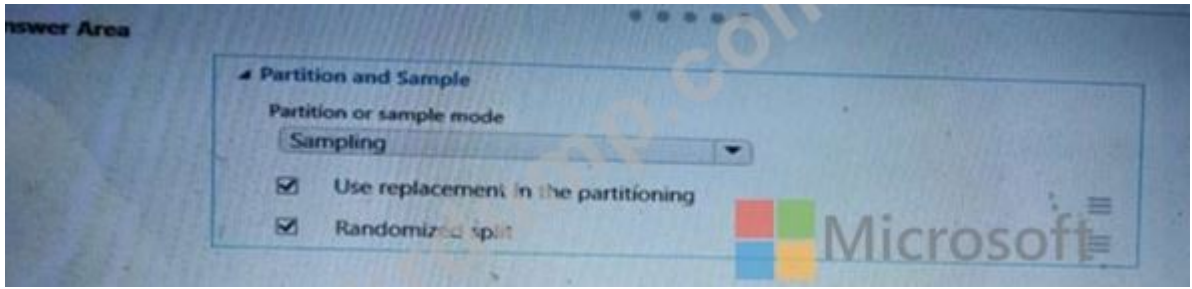 nswer Area
Partition and Sample
Partition or sample mode
Sampling
Use replacement in the partitioning
Randomized split
Microsoft